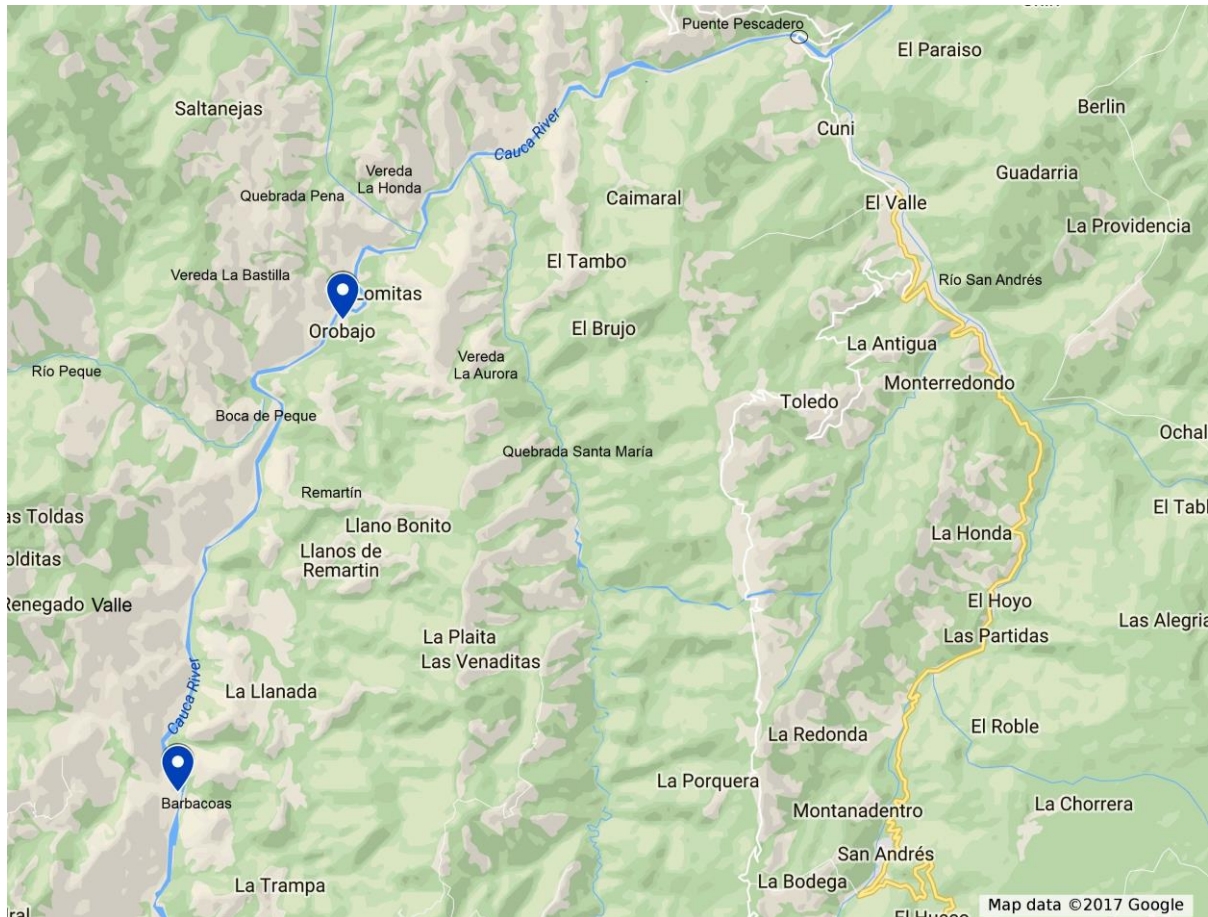 Puente Pescadero
El Paraiso
Saltanejas
Berlin
Cauca River
Cuni
Vereda
La Honda
Guadarria
Quebrada Pena
Caimaral
El Valle
La Providencia
El Tambo
Vereda La Bastilla
Río San Andrés
Lomitas
Orobajo
El Brujo
La Antigua
Vereda
La Aurora
Río Peque
Monterredondo
Toledo
Boca de Peque
Ochal
Quebrada Santa María
Remartín
as Toldas
Llano Bonito
El Tabl
La Honda
olditas
Llanos de
Remartin
Renegado
Valle
El Hoyo
Las Alegria
La Plaita
Las Partidas
Las Venaditas
Cauca River
La Llanada
El Roble
La Redonda
La Porquera
Barbacoas
Montanadentro
La Chorrera
San Andrés
La Trampa
La Bodega
Map data ©2017 Google